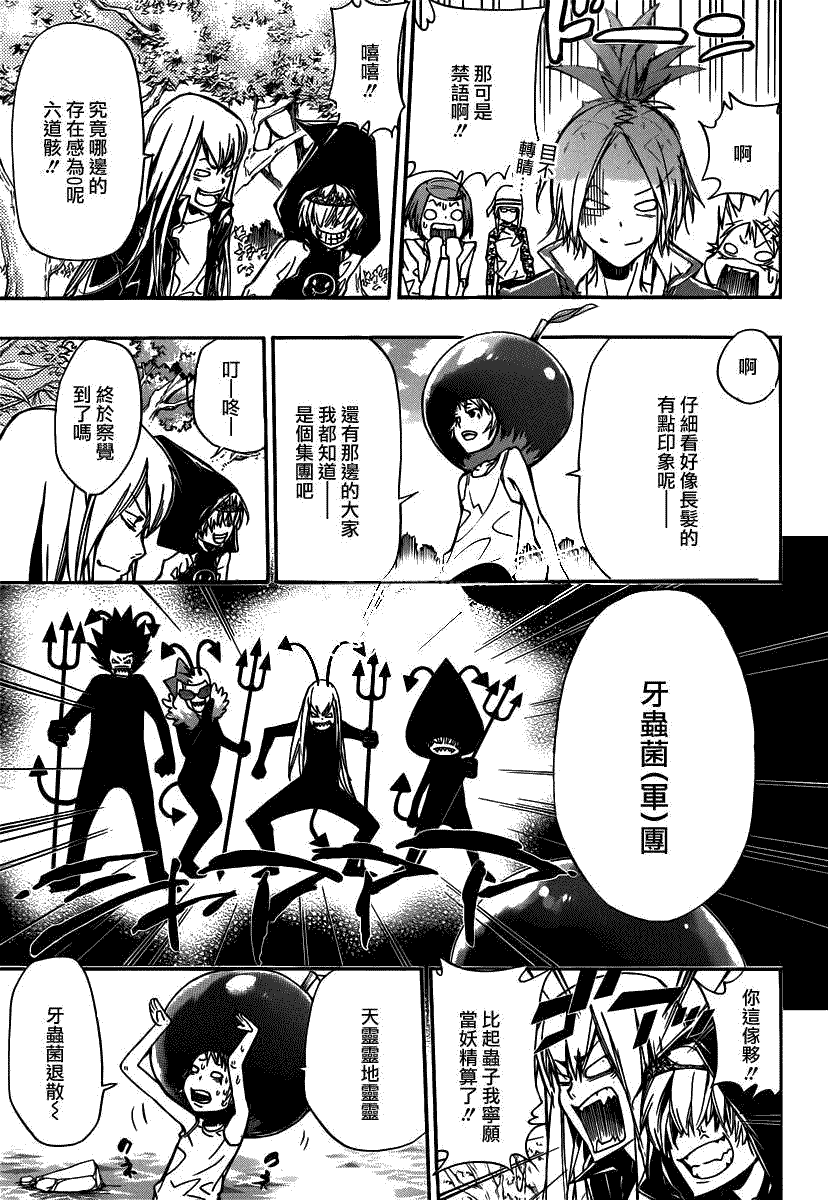 ドーーーン
啊
那可是
禁語啊!!
目不
轉睛
嘻嘻!!
究竟哪邊的
存在感為0呢
六道骸!!
啊
仔細看好像長髮的
有點印象呢——
還有那邊的大家
我都知道——
是個集團吧
叮—咚—
終於察覺
到了嗎
牙蟲菌(軍)團
你這傢夥!!
比起蟲子我寧願
當妖精算了!!
天靈靈地靈靈
牙蟲菌退散～